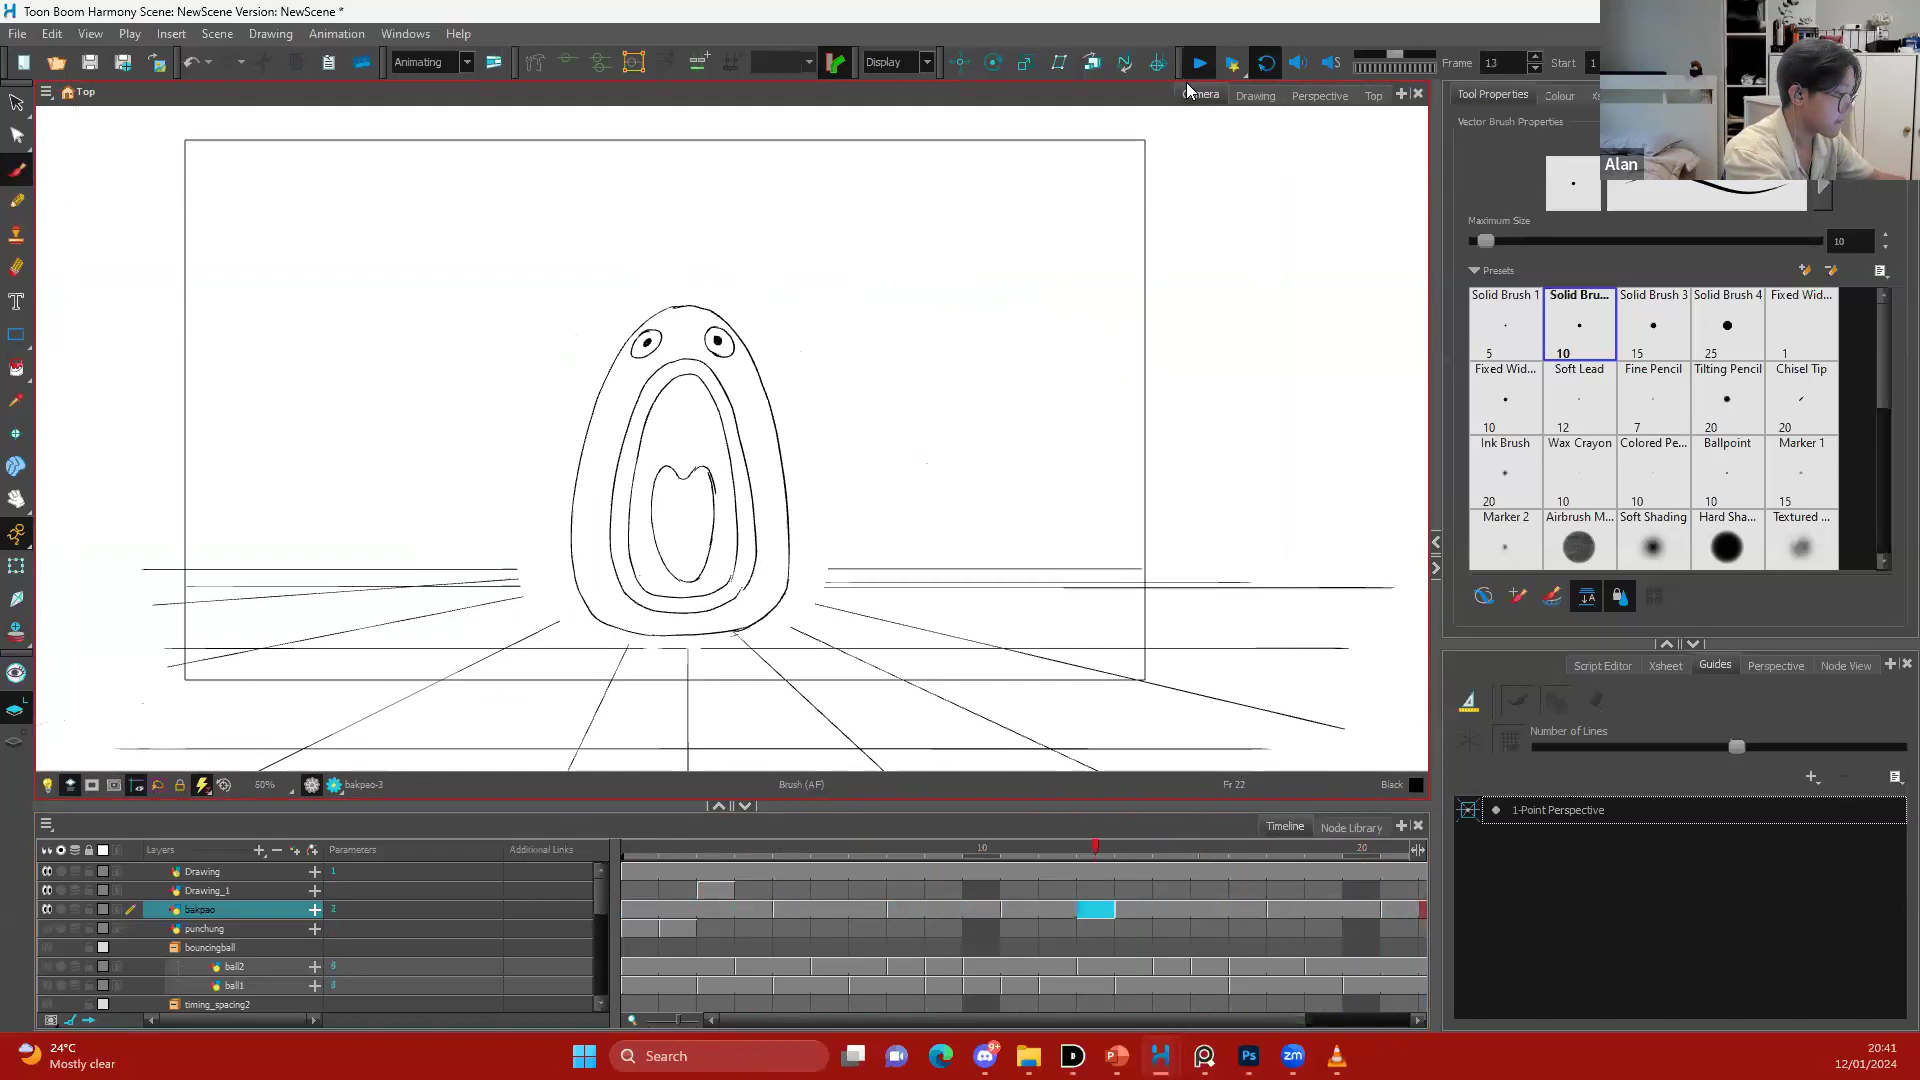 Toon Boom Harmony Scene: NewScene Version: NewScene *
File Edit View Play Insert Scene Drawing Animation Windows Help
Animating Display Frame 13 Start 1
Top Drawing Perspective Top
Tool Properties Colour
Vector Brush Properties
Alan
Maximum Size
10
Presets
Solid Brush 1 Solid Bru... Solid Brush 3 Solid Brush 4 Fixed Wid...
5 10 15 25 1
Fixed Wid... Soft Lead Fine Pencil Tilting Pencil Chisel Tip
10 12 7 20 20
Ink Brush Wax Crayon Colored Pe... Ballpoint Marker 1
20 10 10 10 15
Marker 2 Airbrush M... Soft Shading Hard Sha... Textured ...
Script Editor Xsheet Guides Perspective Node View
Number of Lines
1-Point Perspective
50% bakpao-3 Brush (AF) Fr 22 Black
Timeline Node Library
Layers Parameters Additional Links 10 20
Drawing 1
Drawing_1
bakpao 2
punchung
bouncingball
ball2
ball1
timing_spacing2
24°C
Mostly clear
Search
9+
20:41
12/01/2024